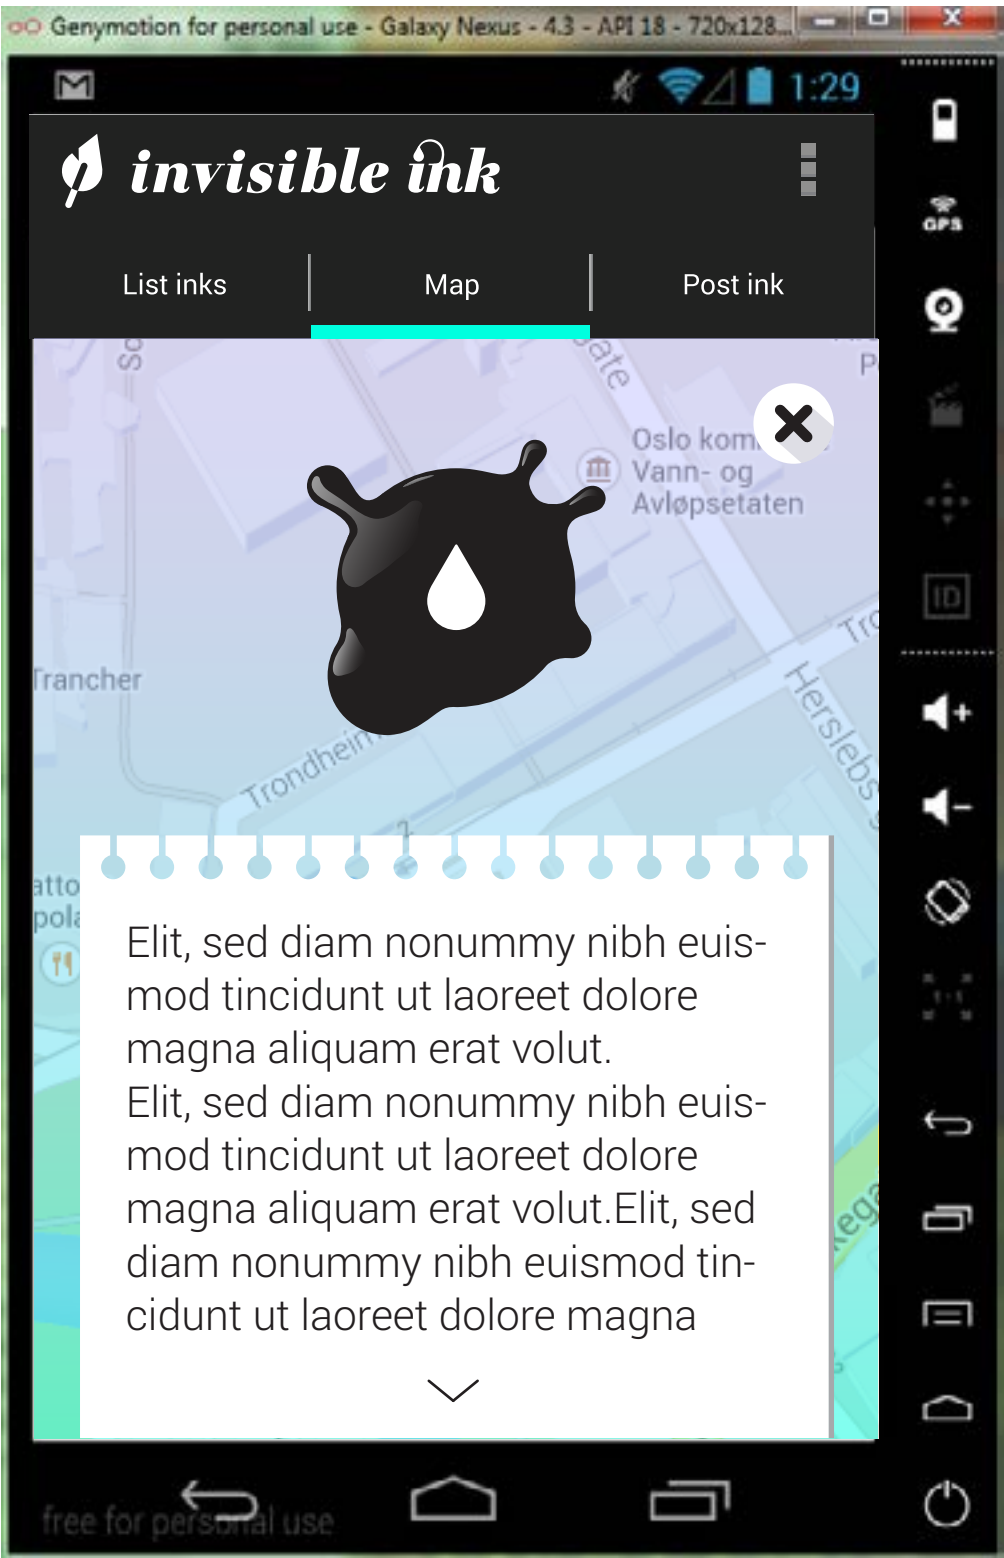 Genymotion for personal use - Galaxy Nexus - 4.3 - API 18 - 720x128...
1:29
invisible ink
List inks
Map
Post ink
GPS
Oslo kom
Vann- og
Avløpsetaten
Trancher
Trondheim
Herslebs
2
Elit, sed diam nonummy nibh euis-
mod tincidunt ut laoreet dolore
magna aliquam erat volut.
Elit, sed diam nonummy nibh euis-
mod tincidunt ut laoreet dolore
magna aliquam erat volut.Elit, sed
diam nonummy nibh euismod tin-
cidunt ut laoreet dolore magna
ID
1:1
free for personal use